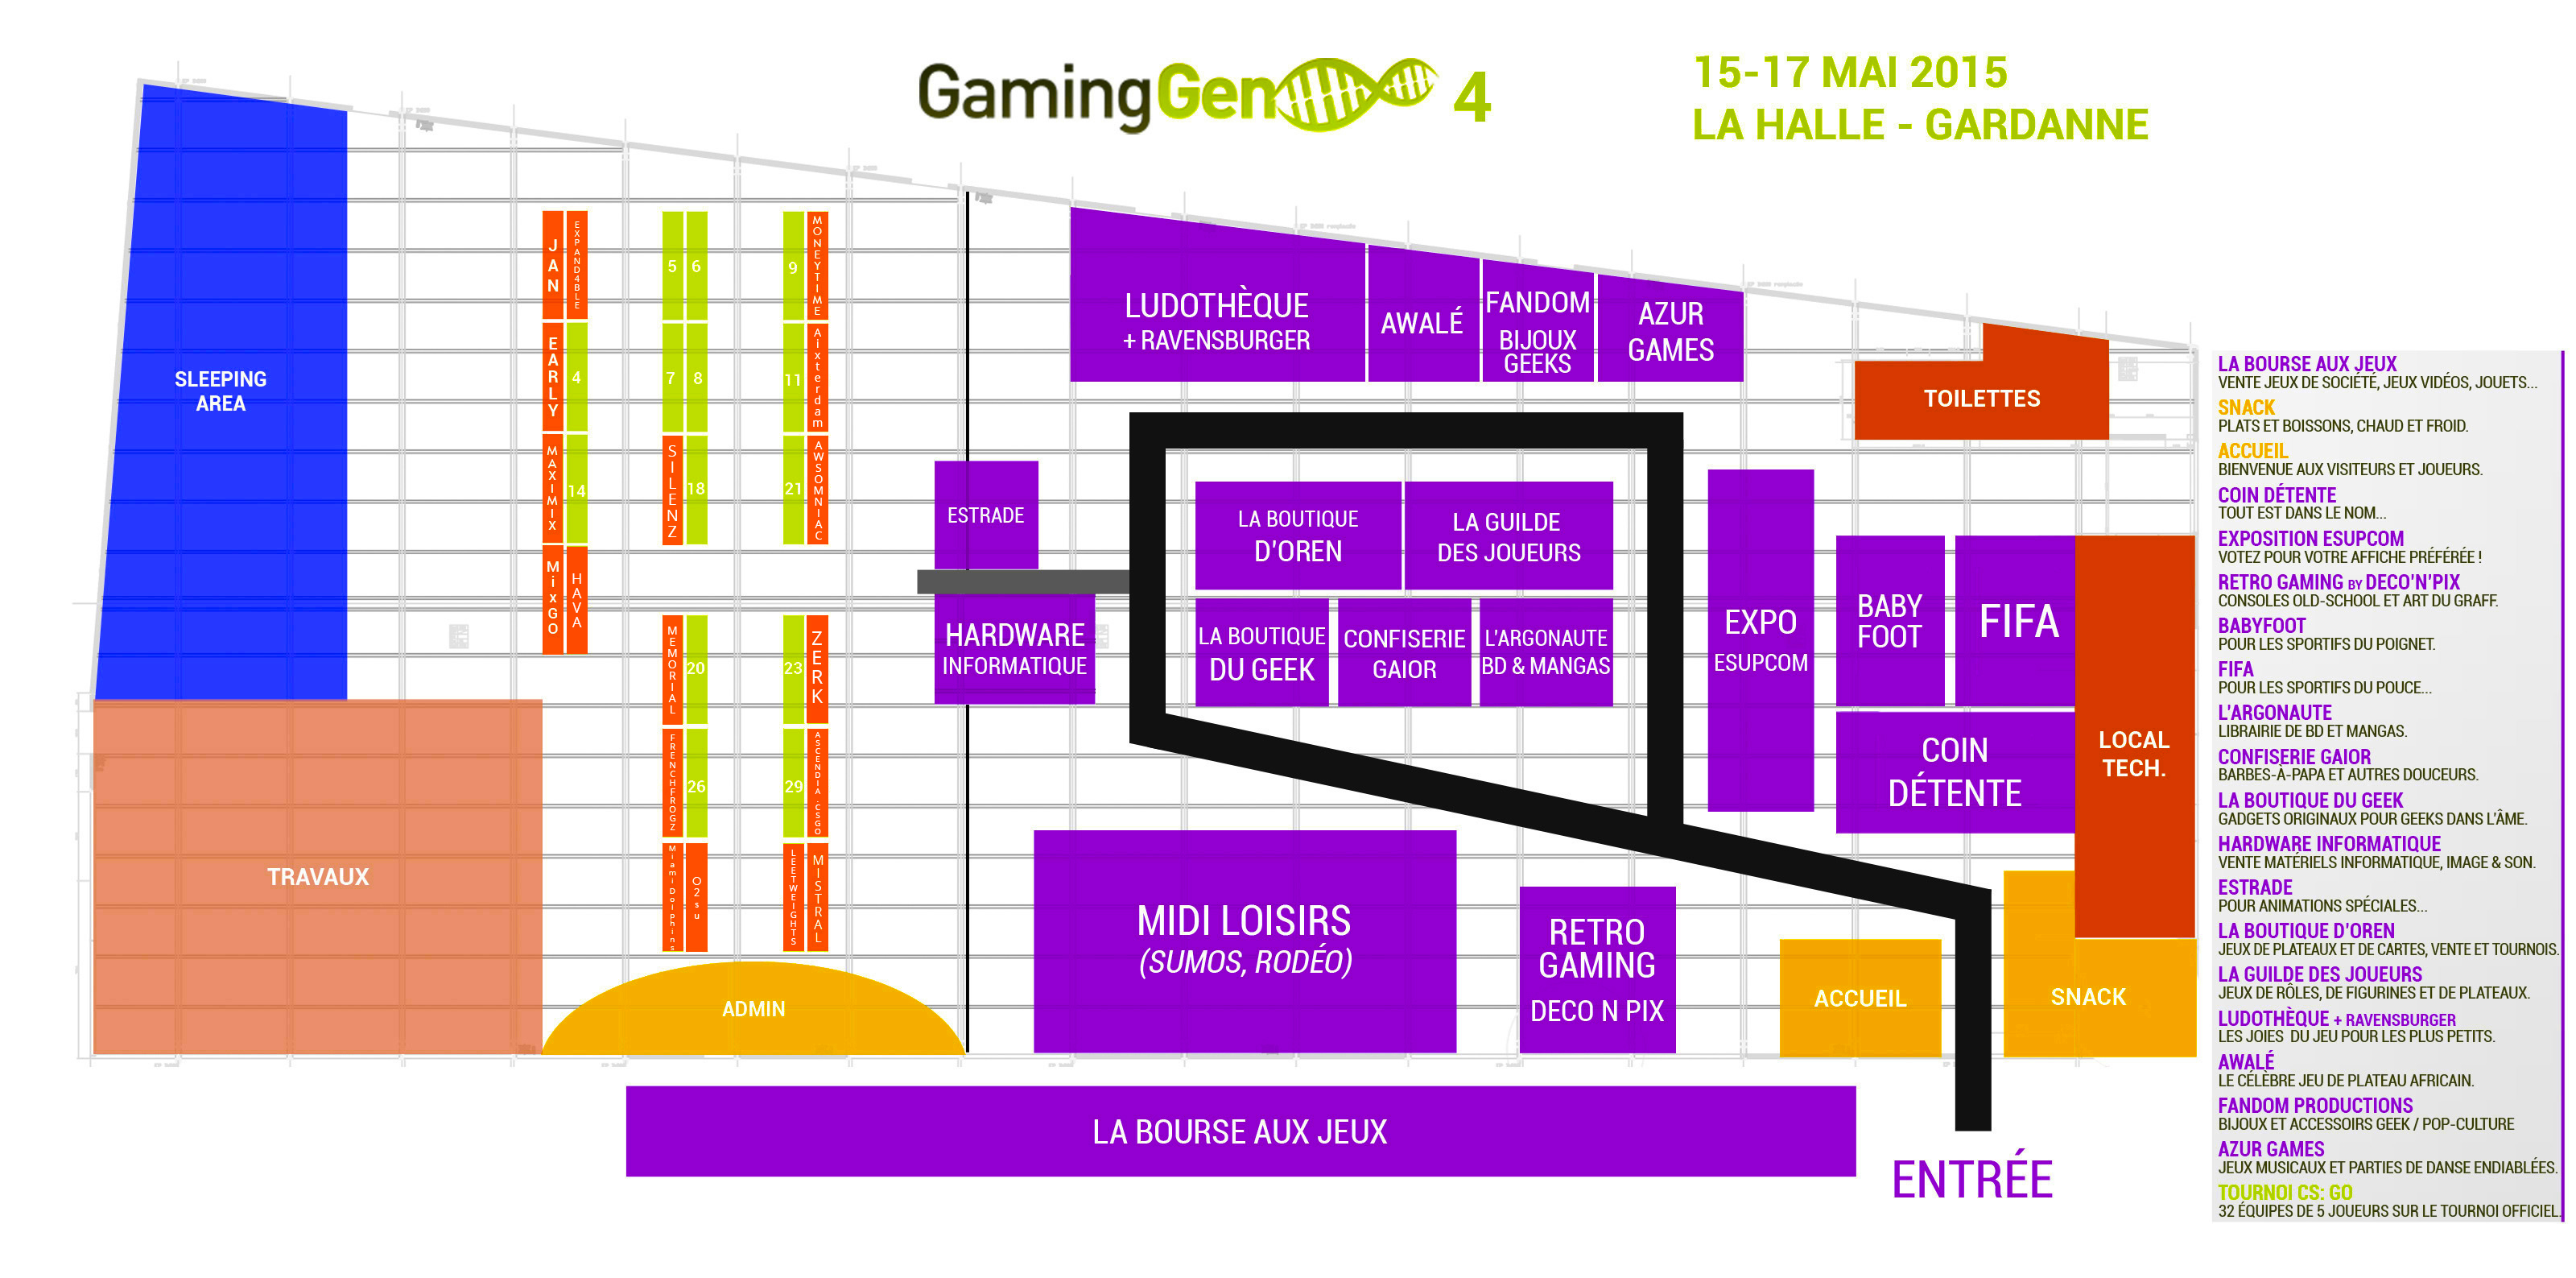 GamingGen 4
15-17 MAI 2015
LA HALLE - GARDANNE
SLEEPING
AREA
TRAVAUX
JAN
EXPAND4BLE
EARLY
4
MAXIMIX
14
MixGO
HAVA
5
6
7
8
SILENZ
18
9
MONEYTIME
11
Aixterdam
21
AWSOMNIAC
MEMORIAL
20
FRENCHFROGZ
26
MiamiDolphins
O2su
23
ZERK
29
ASCENDIA.CSGO
LEETWEIGHTS
MISTRAL
ADMIN
LUDOTHÈQUE
+ RAVENSBURGER
AWALÉ
FANDOM
BIJOUX
GEEKS
AZUR
GAMES
TOILETTES
ESTRADE
HARDWARE
INFORMATIQUE
LA BOUTIQUE
D'OREN
LA GUILDE
DES JOUEURS
LA BOUTIQUE
DU GEEK
CONFISERIE
GAIOR
L'ARGONAUTE
BD & MANGAS
EXPO
ESUPCOM
BABY
FOOT
FIFA
COIN
DÉTENTE
LOCAL
TECH.
MIDI LOISIRS
(SUMOS, RODÉO)
RETRO
GAMING
DECO N PIX
ACCUEIL
SNACK
LA BOURSE AUX JEUX
ENTRÉE
LA BOURSE AUX JEUX
VENTE JEUX DE SOCIÉTÉ, JEUX VIDÉOS, JOUETS...
SNACK
PLATS ET BOISSONS, CHAUD ET FROID.
ACCUEIL
BIENVENUE AUX VISITEURS ET JOUEURS.
COIN DÉTENTE
TOUT EST DANS LE NOM...
EXPOSITION ESUPCOM
VOTEZ POUR VOTRE AFFICHE PRÉFÉRÉE !
RETRO GAMING BY DECO'N'PIX
CONSOLES OLD-SCHOOL ET ART DU GRAFF.
BABYFOOT
POUR LES SPORTIFS DU POIGNET.
FIFA
POUR LES SPORTIFS DU POUCE...
L'ARGONAUTE
LIBRAIRIE DE BD ET MANGAS.
CONFISERIE GAIOR
BARBES-À-PAPA ET AUTRES DOUCEURS.
LA BOUTIQUE DU GEEK
GADGETS ORIGINAUX POUR GEEKS DANS L'ÂME.
HARDWARE INFORMATIQUE
VENTE MATÉRIELS INFORMATIQUE, IMAGE & SON.
ESTRADE
POUR ANIMATIONS SPÉCIALES...
LA BOUTIQUE D'OREN
JEUX DE PLATEAUX ET DE CARTES, VENTE ET TOURNOIS.
LA GUILDE DES JOUEURS
JEUX DE RÔLES, DE FIGURINES ET DE PLATEAUX.
LUDOTHÈQUE + RAVENSBURGER
LES JOIES DU JEU POUR LES PLUS PETITS.
AWALÉ
LE CÉLÈBRE JEU DE PLATEAU AFRICAIN.
FANDOM PRODUCTIONS
BIJOUX ET ACCESSOIRS GEEK / POP-CULTURE
AZUR GAMES
JEUX MUSICAUX ET PARTIES DE DANSE ENDIABLÉES.
TOURNOI CS: GO
32 ÉQUIPES DE 5 JOUEURS SUR LE TOURNOI OFFICIEL.